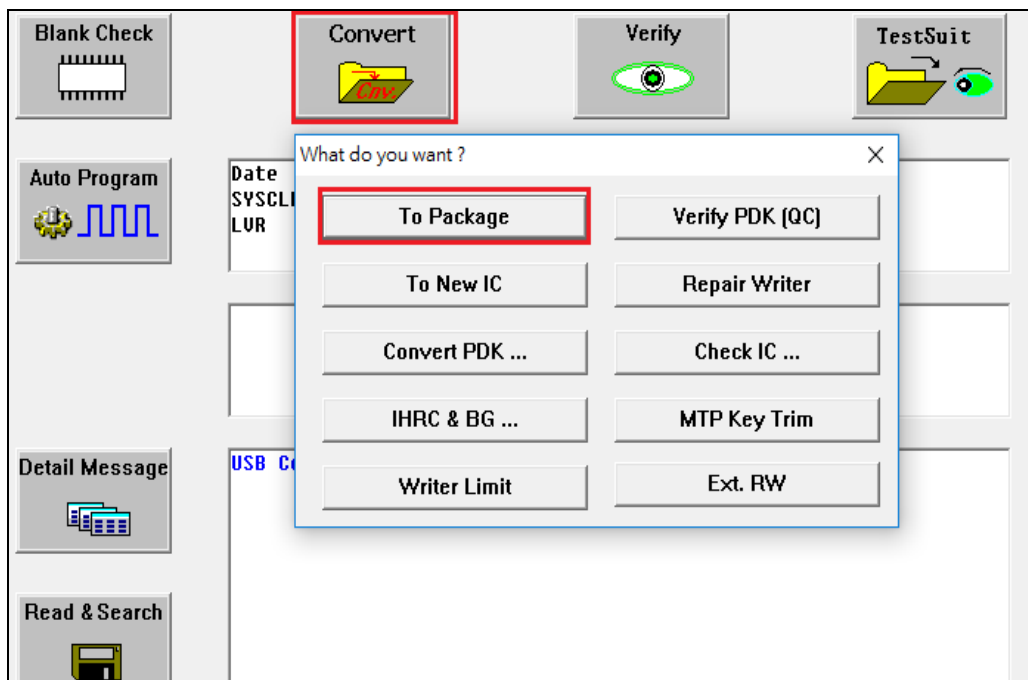 Blank Check
Convert
Cnv.
Verify
TestSuit
Auto Program
Date
LVR
What do you want ?
To Package
Verify PDK (QC)
To New IC
Repair Writer
Convert PDK ...
Check IC ...
IHRC & BG ...
MTP Key Trim
Writer Limit
Ext. RW
Detail Message
USB
Read & Search